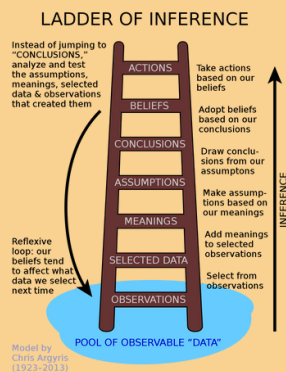 LADDER OF INFERENCE
Instead of jumping to
“CONCLUSIONS,”
analyze and test
the assumptions,
meanings, selected
data & observations
that created them
Reflexive
loop: our
beliefs tend
to affect what
data we select
next time
ACTIONS
BELIEFS
CONCLUSIONS
ASSUMPTIONS
MEANINGS
SELECTED DATA
OBSERVATIONS
Take actions
based on our
beliefs
Adopt beliefs
based on our
conclusions
Draw conclu-
sions from our
assumptons
Make assump-
tions based on
our meanings
Add meanings
to selected
observations
Select from
observations
INFERENCE
POOL OF OBSERVABLE “DATA”
Model by
Chris Argyris
(1923–2013)